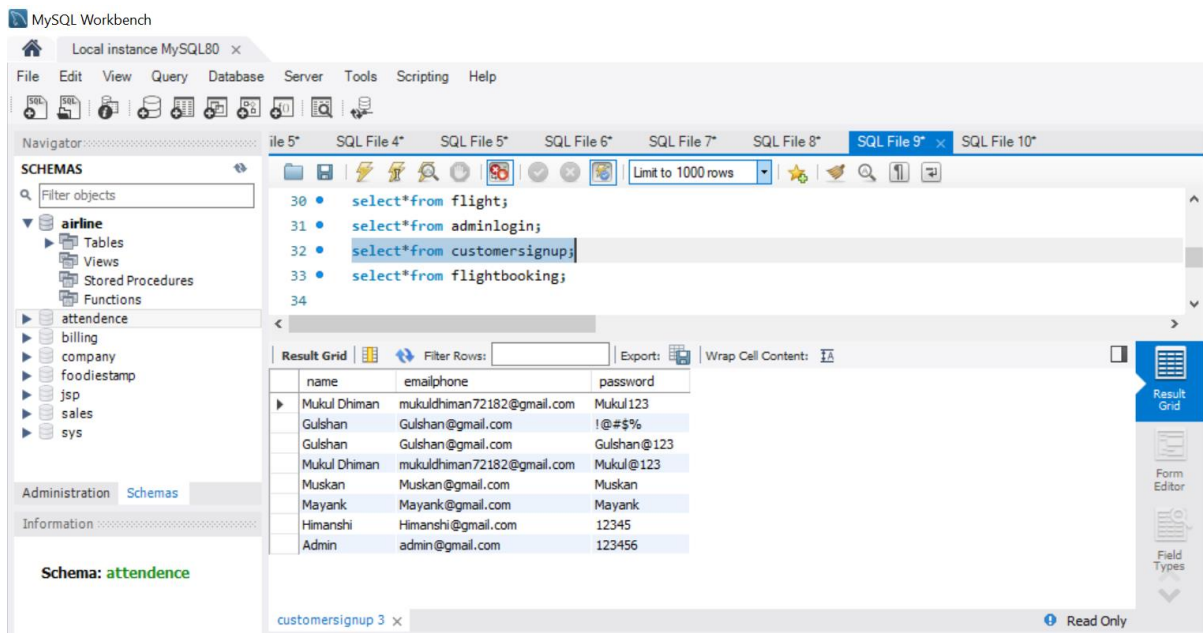 MySQL Workbench
Local instance MySQL80 ×
File Edit View Query Database Server Tools Scripting Help
Navigator
ile 5* SQL File 4* SQL File 5* SQL File 6* SQL File 7* SQL File 8* SQL File 9* × SQL File 10*
SCHEMAS
Limit to 1000 rows
Filter objects
airline
Tables
Views
Stored Procedures
Functions
attendence
billing
company
foodiestamp
jsp
sales
sys
Administration Schemas
Information
Schema: attendence
30 select*from flight;
31 select*from adminlogin;
32 select*from customersignup;
33 select*from flightbooking;
34
Result Grid Filter Rows: Export: Wrap Cell Content:
name emailphone password
Mukul Dhiman mukuldhiman72182@gmail.com Mukul123
Gulshan Gulshan@gmail.com !@#$%
Gulshan Gulshan@gmail.com Gulshan@123
Mukul Dhiman mukuldhiman72182@gmail.com Mukul@123
Muskan Muskan@gmail.com Muskan
Mayank Mayank@gmail.com Mayank
Himanshi Himanshi@gmail.com 12345
Admin admin@gmail.com 123456
Result
Grid
Form
Editor
Field
Types
customersignup 3 × Read Only